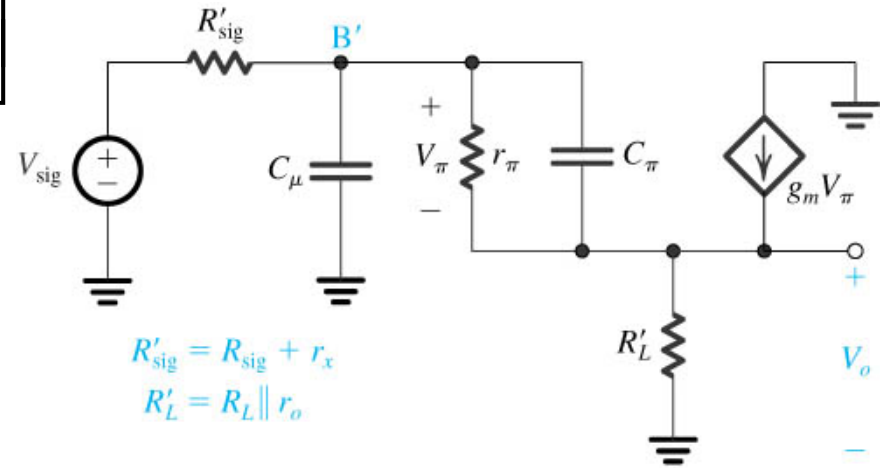 R′sig
B′
+
Vsig
+
−
Cμ
Vπ
rπ
Cπ
gmVπ
−
+
R′L
Vo
R′sig = Rsig + rx
R′L = RL || ro
−